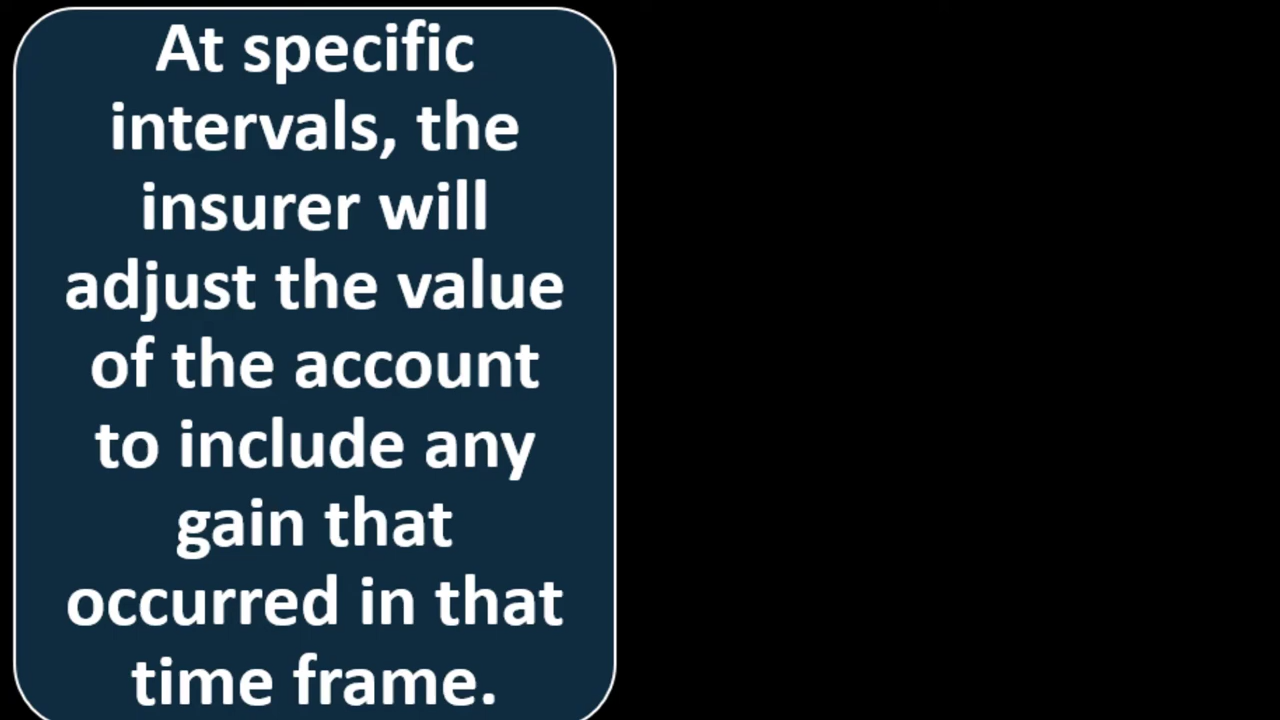 At specific
intervals, the
insurer will
adjust the value
of the account
to include any
gain that
occurred in that
time frame.